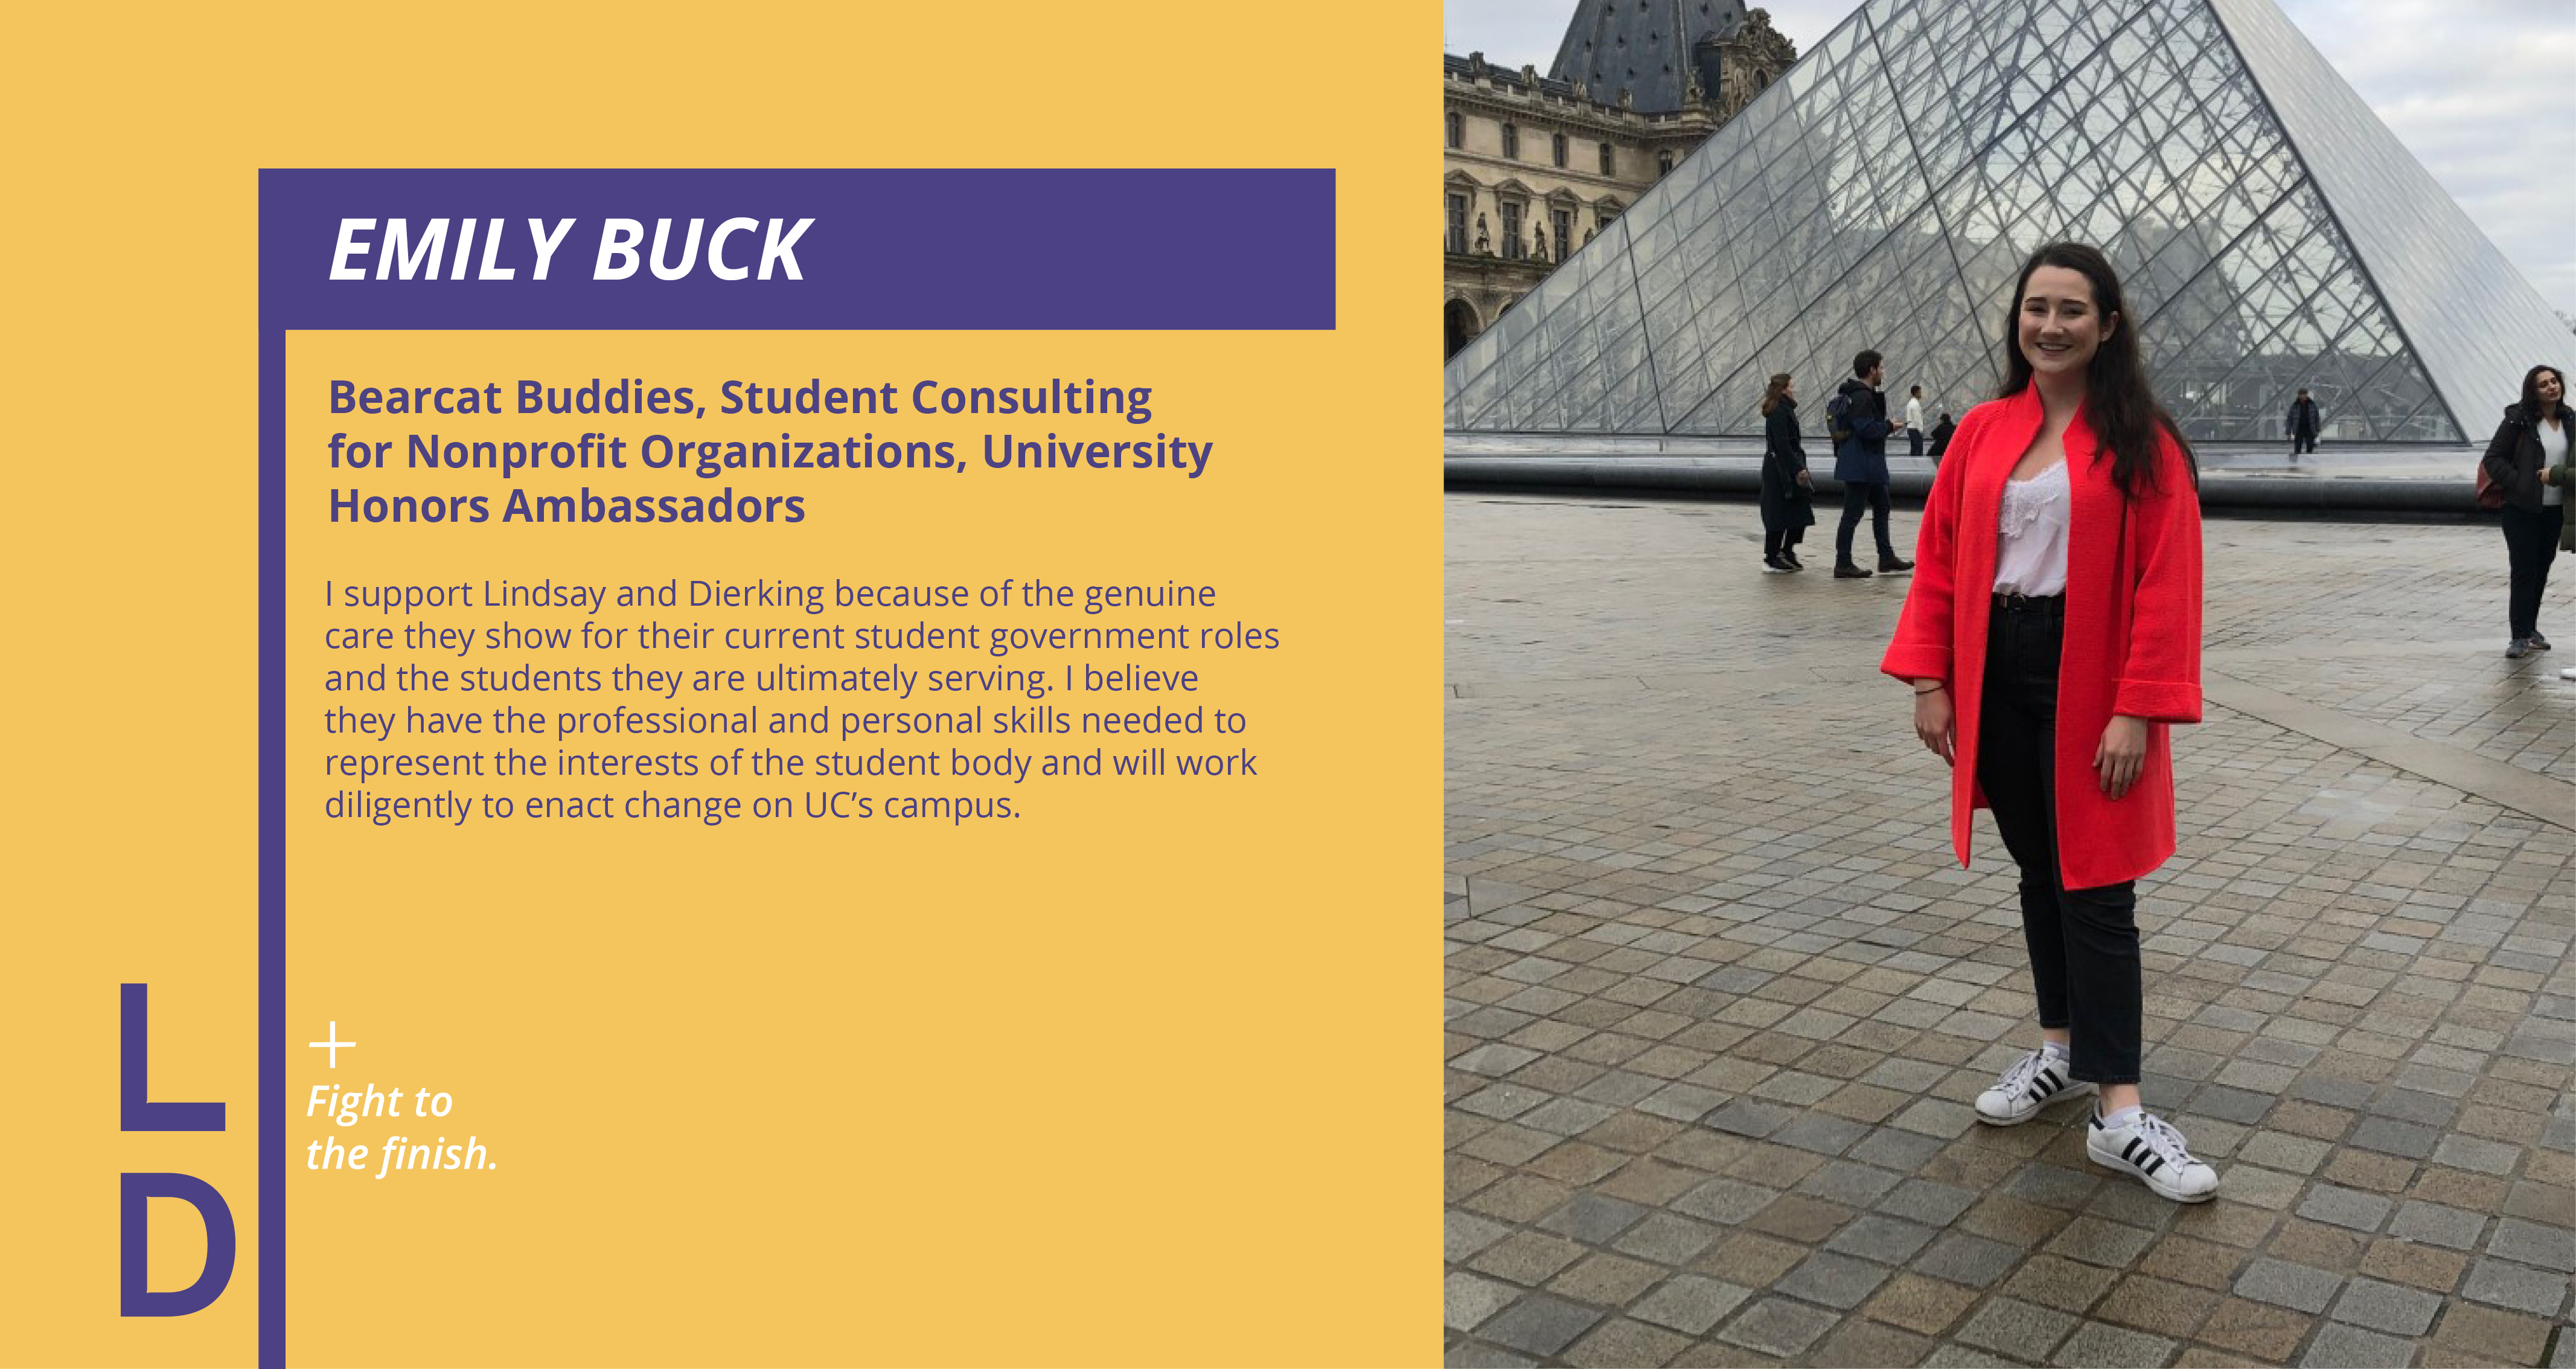 EMILY BUCK
Bearcat Buddies, Student Consulting
for Nonprofit Organizations, University
Honors Ambassadors
I support Lindsay and Dierking because of the genuine
care they show for their current student government roles
and the students they are ultimately serving. I believe
they have the professional and personal skills needed to
represent the interests of the student body and will work
diligently to enact change on UC’s campus.
L
D
+
Fight to
the finish.